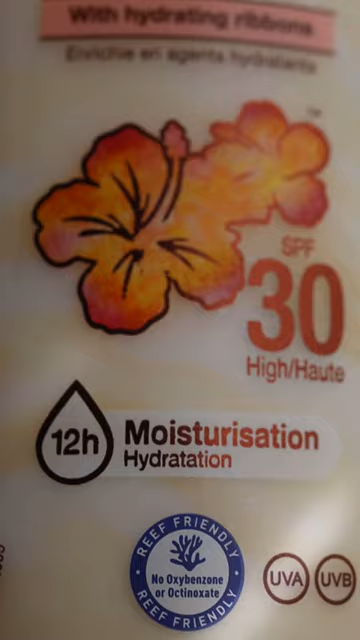 With hydrating ribbons
Enrichie en agents hydratants
™
SPF
30
High/Haute
12h
Moisturisation
Hydratation
REEF FRIENDLY
No Oxybenzone
or Octinoxate
REEF FRIENDLY
UVA
UVB